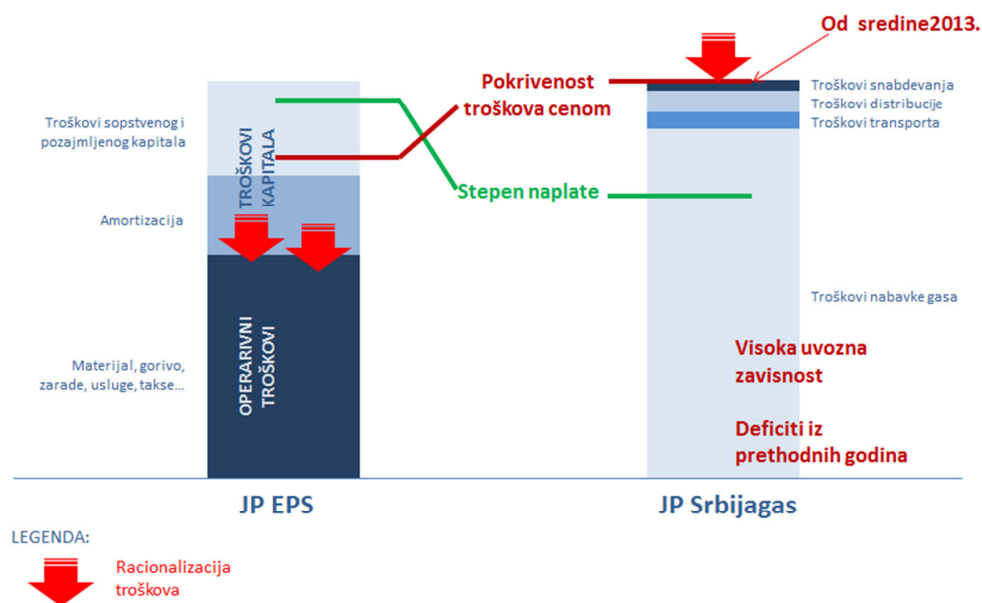 Od sredine2013.
Pokrivenost
troškova cenom
Troškovi snabdevanja
Troškovi distribucije
Troškovi transporta
Troškovi sopstvenog i
pozajmljenog kapitala
TROŠKOVI
KAPITALA
Stepen naplate
Amortizacija
Troškovi nabavke gasa
OPERARIVNI
TROŠKOVI
Materijal, gorivo,
zarade, usluge, takse...
Visoka uvozna
zavisnost
Deficiti iz
prethodnih godina
JP EPS
JP Srbijagas
LEGENDA:
Racionalizacija
troškova